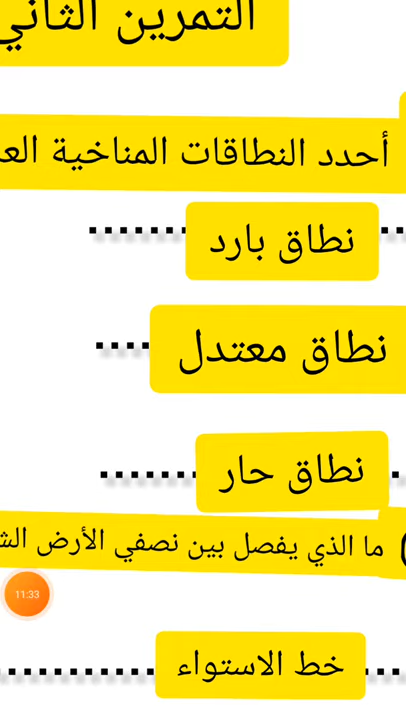 التمرين الثاني
أحدد النطاقات المناخية
نطاق بارد
نطاق معتدل
نطاق حار
ما الذي يفصل بين نصفي الأرض
11:33
خط الاستواء